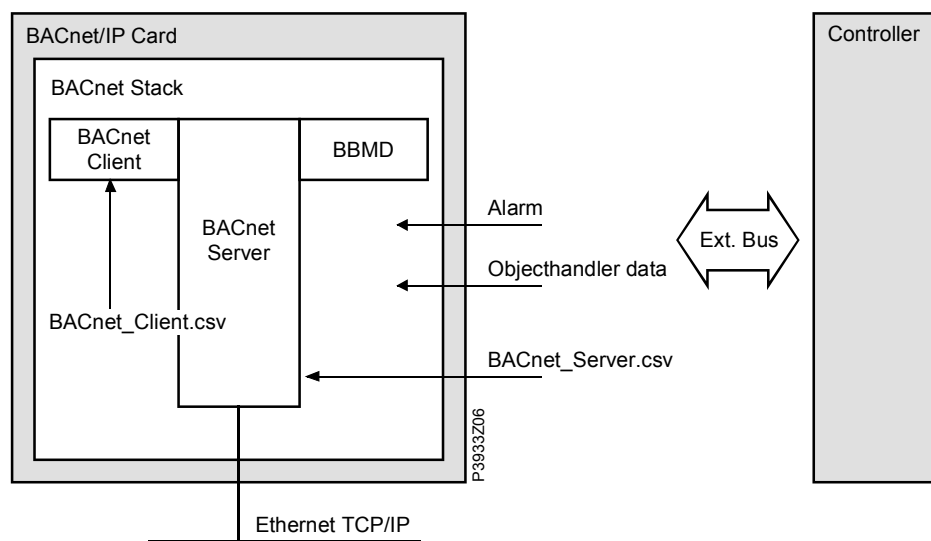 BACnet/IP Card
Controller
BACnet Stack
BACnet
Client
BBMD
BACnet
Server
Alarm
Ext. Bus
Objecthandler data
BACnet_Client.csv
BACnet_Server.csv
P3933Z06
Ethernet TCP/IP